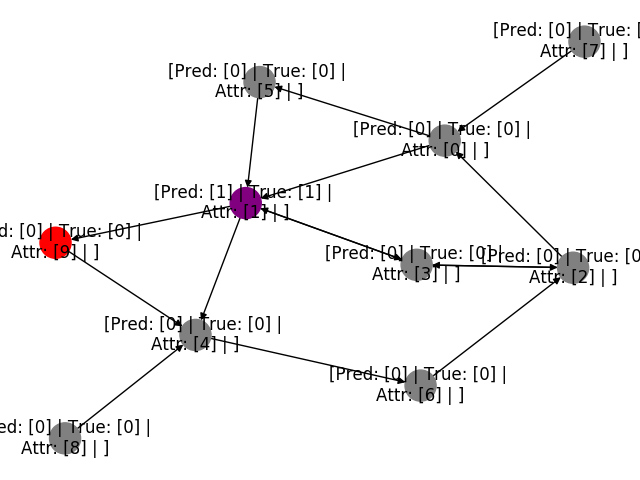 [Pred: [0] | True: [
Attr: [7] | ]
[Pred: [0] | True: [0] |
Attr: [5] | ]
[Pred: [0] | True: [0] |
Attr: [0] | ]
[Pred: [1] | True: [1] |
Attr: [1] | ]
ed: [0] | True: [0] |
Attr: [9] | ]
[Pred: [0] | True: [0] |
Attr: [3] | ]
[Pred: [0] | True: [0
Attr: [2] | ]
[Pred: [0] | True: [0] |
Attr: [4] | ]
[Pred: [0] | True: [0] |
Attr: [6] | ]
ed: [0] | True: [0] |
Attr: [8] | ]